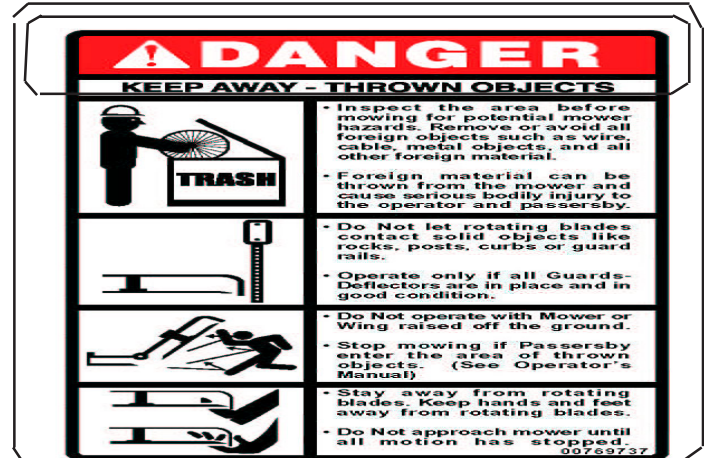 DANGER
KEEP AWAY - THROWN OBJECTS
TRASH
• Inspect the area before
mowing for potential mower
hazards. Remove or avoid all
foreign objects such as wire,
cable, metal objects, and all
other foreign material.
• Foreign material can be
thrown from the mower and
cause serious bodily injury to
the operator and passersby.
• Do Not let rotating blades
contact solid objects like
rocks, posts, curbs or guard
rails.
• Operate only if all Guards-
Deflectors are in place and in
good condition.
• Do Not operate with Mower or
Wing raised off the ground.
• Stop mowing if Passersby
enter the area of thrown
objects. (See Operator's
Manual)
• Stay away from rotating
blades. Keep hands and feet
away from rotating blades.
• Do Not approach mower until
all motion has stopped.
00769737